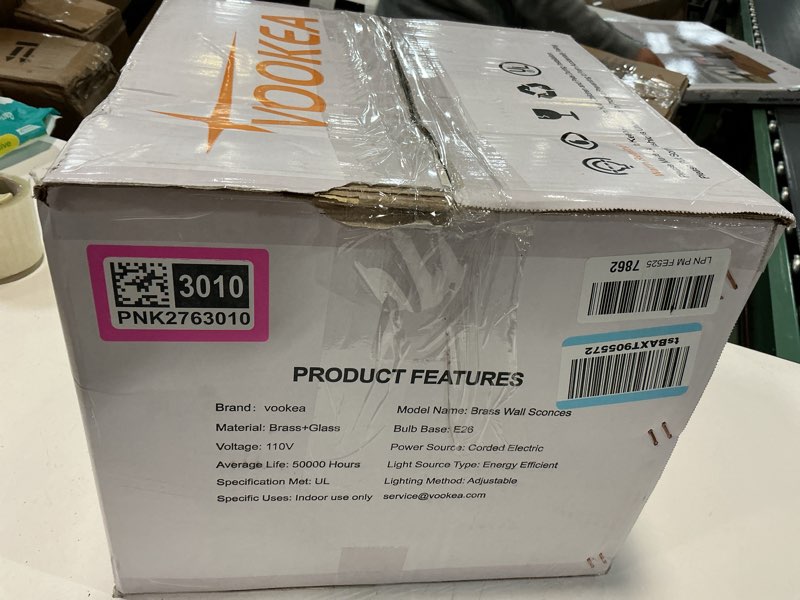 VOOKEA
3010
PNK2763010
LPN PM FE525
7862
tsBAXT905572
PRODUCT FEATURES
Brand: vookea
Model Name: Brass Wall Sconces
Material: Brass+Glass
Bulb Base: E26
Voltage: 110V
Power Source: Corded Electric
Average Life: 50000 Hours
Light Source Type: Energy Efficient
Specification Met: UL
Lighting Method: Adjustable
Specific Uses: Indoor use only
service@vookea.com